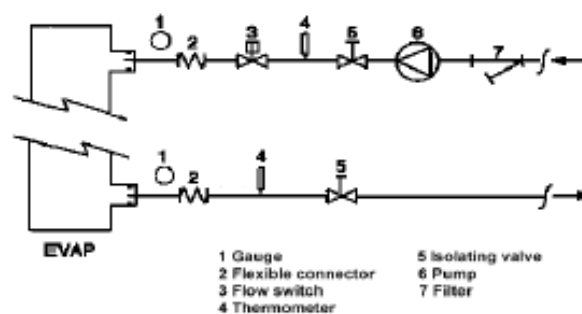 1 2 3 4 5 6 7
1 2 4 5
EVAP
1 Gauge
2 Flexible connector
3 Flow switch
4 Thermometer
5 Isolating valve
6 Pump
7 Filter